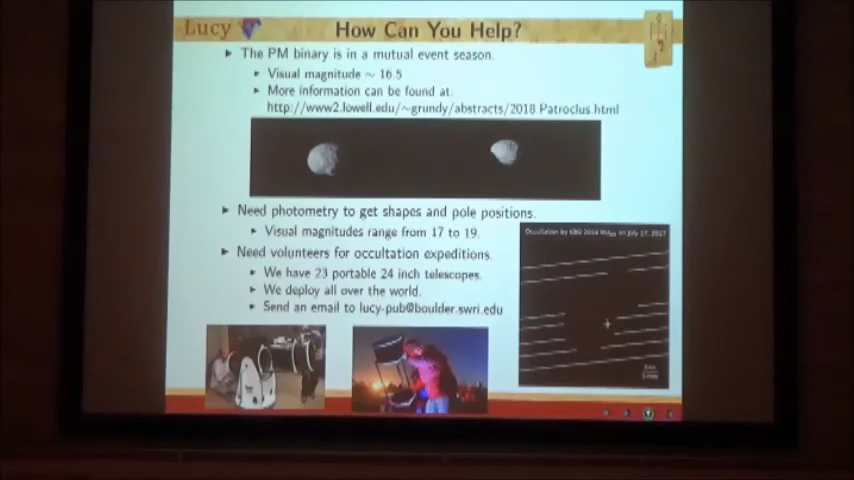 Lucy
How Can You Help?
The PM binary is in a mutual event season.
Visual magnitude ~ 16.5
More information can be found at:
http://www2.lowell.edu/~grundy/abstracts/2018.Patroclus.html
Need photometry to get shapes and pole positions.
Visual magnitudes range from 17 to 19.
Need volunteers for occultation expeditions.
We have 23 portable 24 inch telescopes.
We deploy all over the world.
Send an email to lucy-pub@boulder.swri.edu
Occultation by KBO 2014 MU69 on July 17, 2017